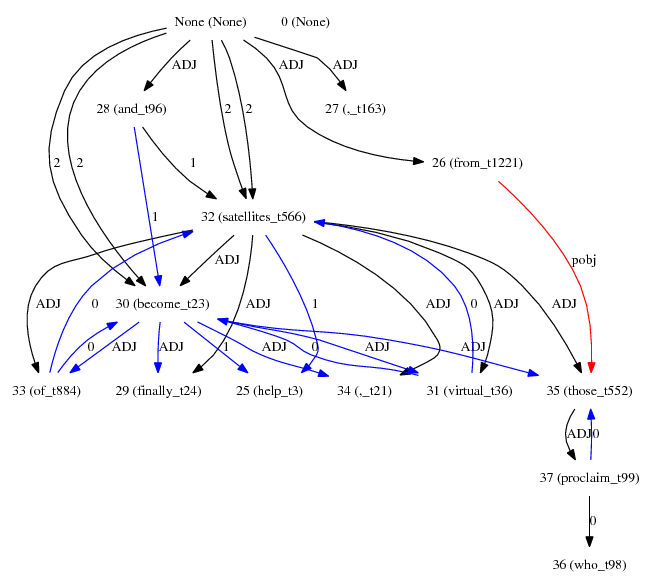 None (None) 0 (None)
ADJ ADJ ADJ
28 (and_t96) 2 2 27 (,_t163)
2 2 1 26 (from_t1221)
1 32 (satellites_t566)
ADJ pobj
ADJ 0 30 (become_t23) ADJ 1 ADJ 0 ADJ ADJ
0 ADJ ADJ 1 ADJ 0 ADJ ADJ
33 (of_t884) 29 (finally_t24) 25 (help_t3) 34 (,_t21) 31 (virtual_t36) 35 (those_t552)
ADJ 0
37 (proclaim_t99)
0
36 (who_t98)